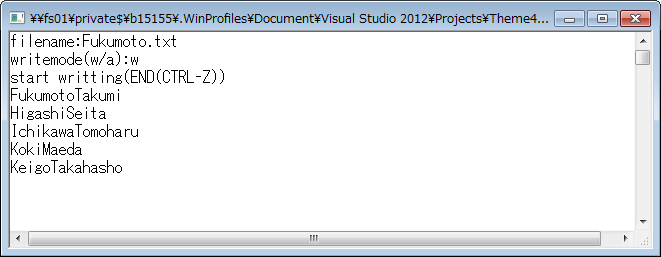 ¥¥fs01¥private$¥b15155¥.WinProfiles¥Document¥Visual Studio 2012¥Projects¥Theme4...
filename:Fukumoto.txt
writemode(w/a):w
start writting(END(CTRL-Z))
FukumotoTakumi
HigashiSeita
IchikawaTomoharu
KokiMaeda
KeigoTakahasho